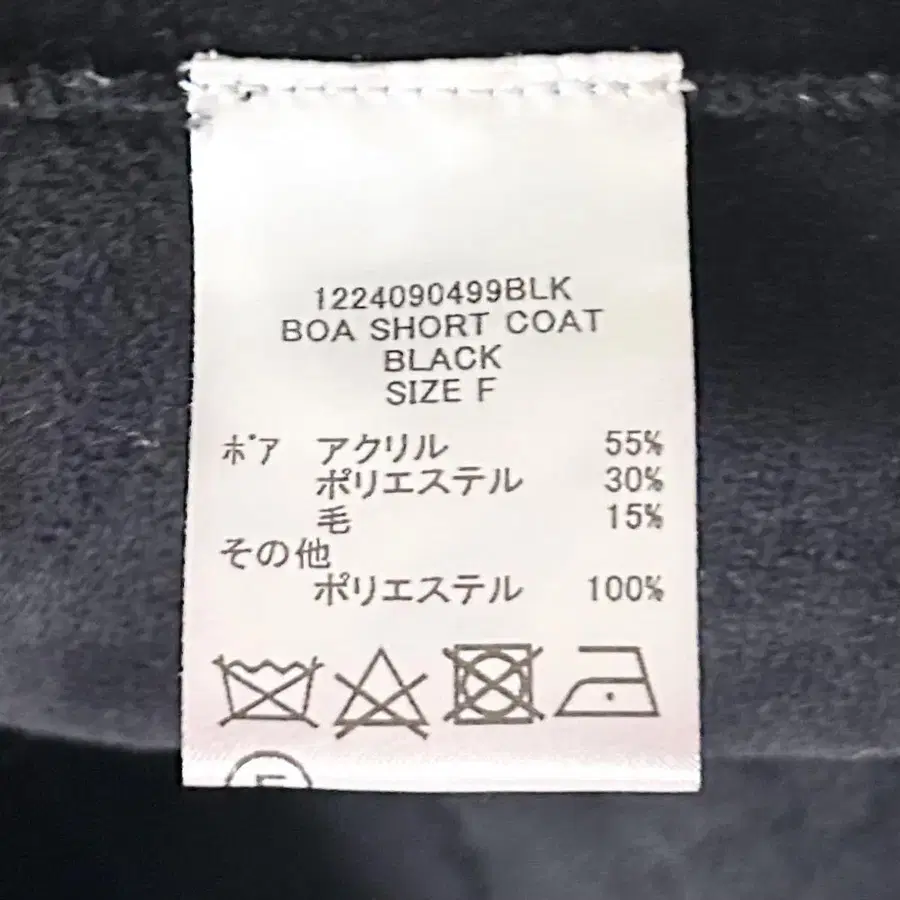 1224090499BLK
BOA SHORT COAT
BLACK
SIZE F
ﾎﾞｱ アクリル 55%
ポリエステル 30%
毛 15%
その他
ポリエステル 100%